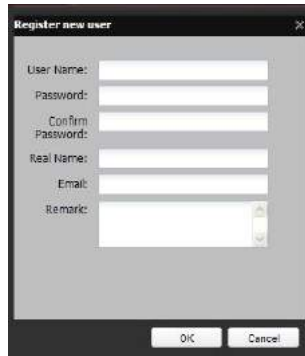 Register new user
User Name:
Password:
Confirm
Password:
Real Name:
Email:
Remark:
OK
Cancel